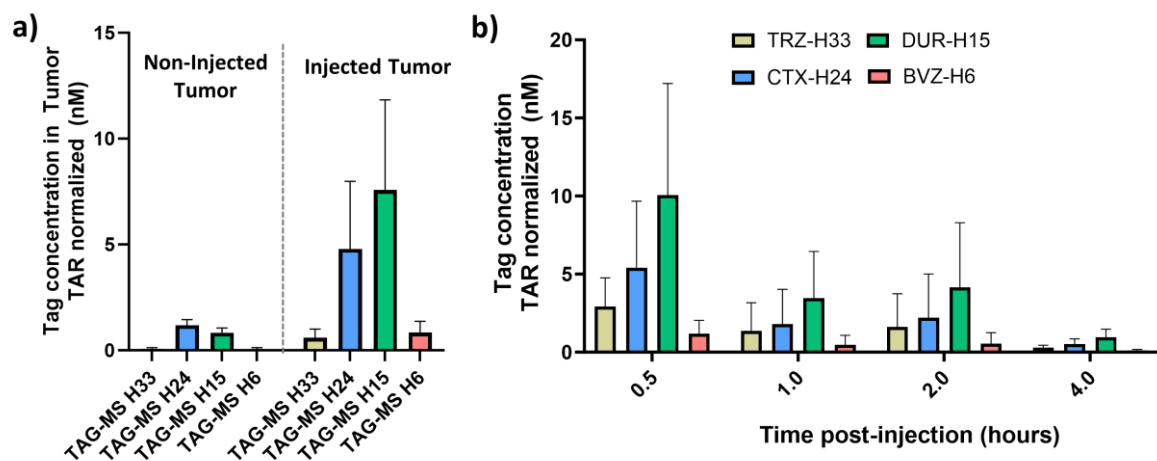 a)
Tag concentration in Tumor
TAR normalized (nM)
15
10
5
0
Non-Injected
Tumor
Injected Tumor
TAG-MS H33
TAG-MS H24
TAG-MS H15
TAG-MS H6
TAG-MS H33
TAG-MS H24
TAG-MS H15
TAG-MS H6
b)
Tag concentration
TAR normalized (nM)
20
15
10
5
0
TRZ-H33
DUR-H15
CTX-H24
BVZ-H6
0.5
1.0
2.0
4.0
Time post-injection (hours)